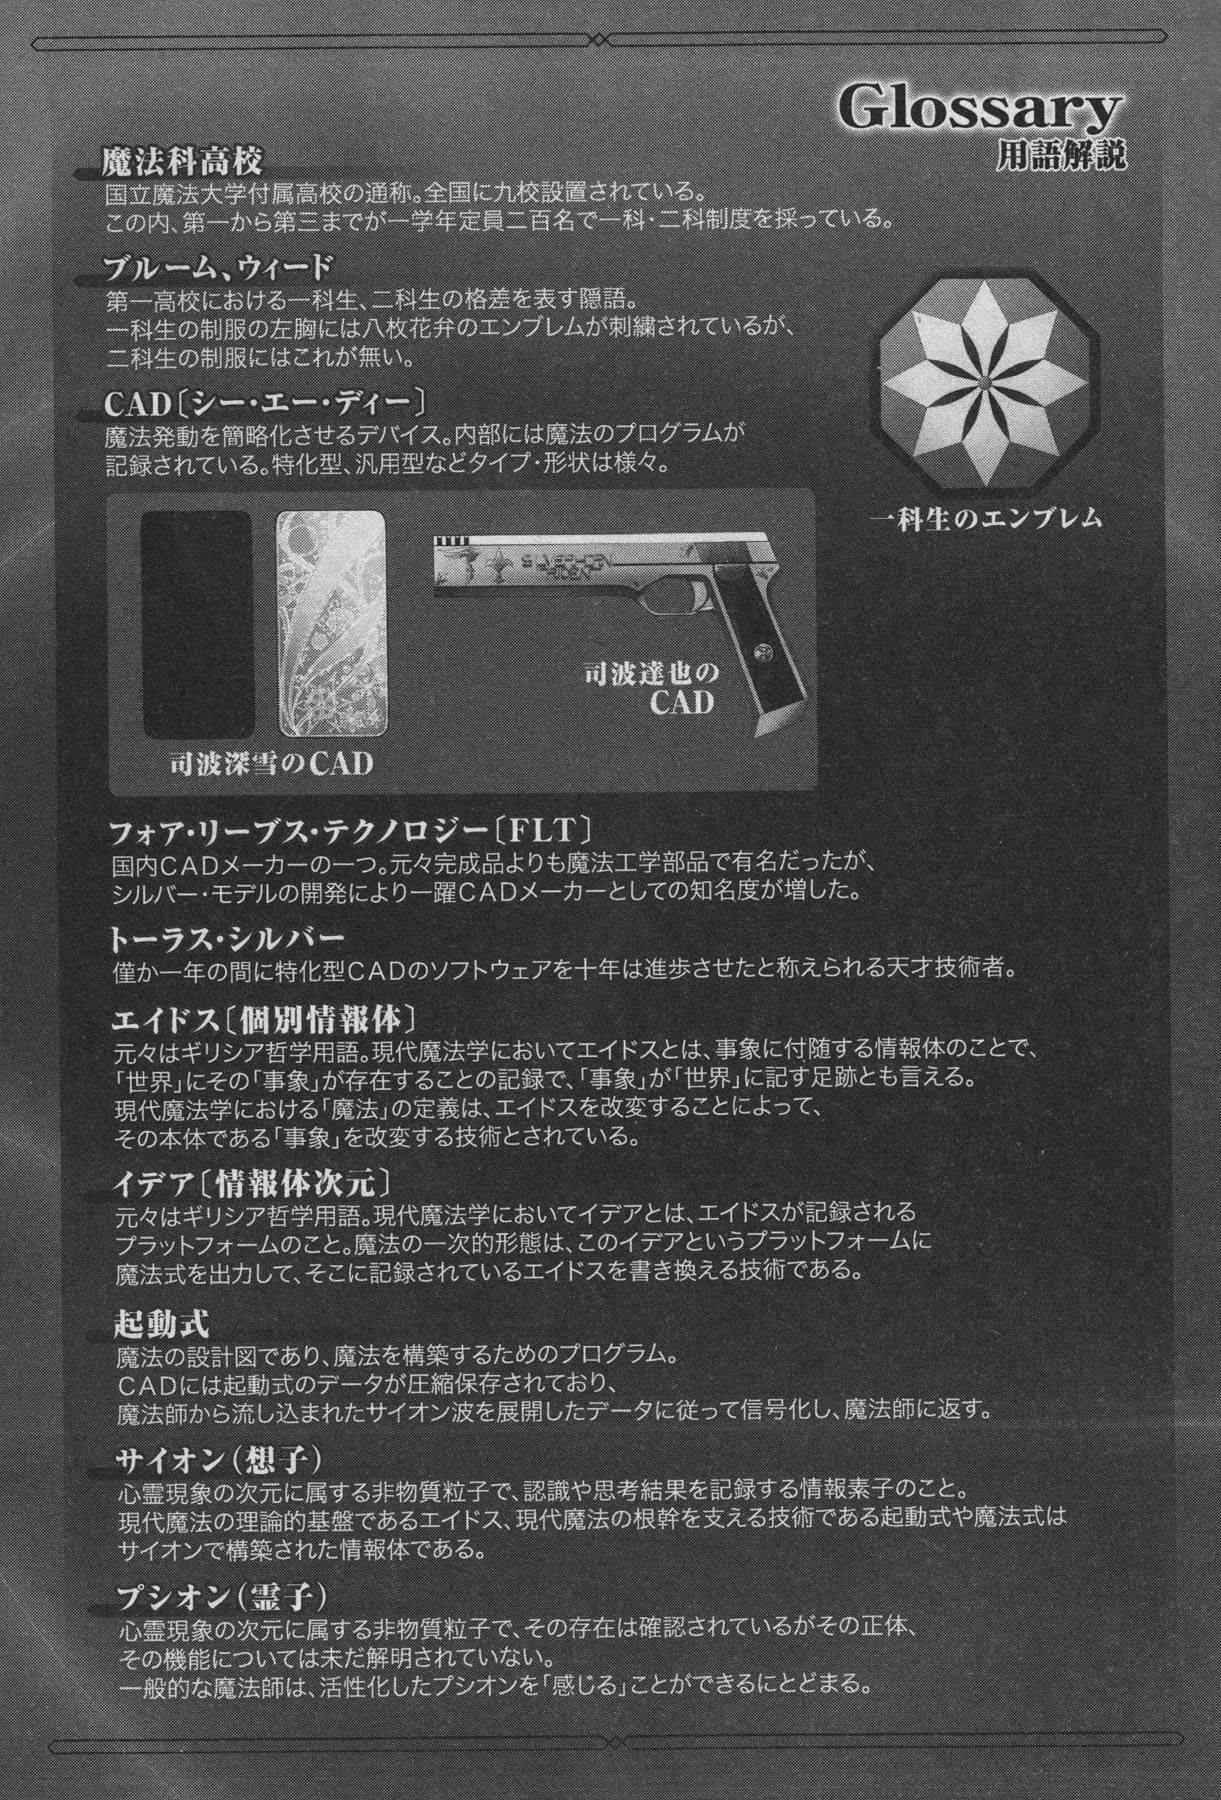 Glossary
用語解説
魔法科高校
国立魔法大学付属高校の通称。全国に九校設置されている。
この内、第一から第三までが一学年定員二百名で一科・二科制度を採っている。
ブルーム、ウィード
第一高校における一科生、二科生の格差を表す隠語。
一科生の制服の左胸には八枚花弁のエンブレムが刺繍されているが、
二科生の制服にはこれが無い。
一科生のエンブレム
CAD〔シー・エー・ディー〕
魔法発動を簡略化させるデバイス。内部には魔法のプログラムが
記録されている。特化型、汎用型などタイプ・形状は様々。
司波達也の
CAD
司波深雪のCAD
フォア・リーブス・テクノロジー〔FLT〕
国内CADメーカーの一つ。元々完成品よりも魔法工学部品で有名だったが、
シルバー・モデルの開発により一躍CADメーカーとしての知名度が増した。
トーラス・シルバー
僅か一年の間に特化型CADのソフトウェアを十年は進歩させたと称えられる天才技術者。
エイドス〔個別情報体〕
元々はギリシア哲学用語。現代魔法学においてエイドスとは、事象に付随する情報体のことで、
「世界」にその「事象」が存在することの記録で、「事象」が「世界」に記す足跡とも言える。
現代魔法学における「魔法」の定義は、エイドスを改変することによって、
その本体である「事象」を改変する技術とされている。
イデア〔情報体次元〕
元々はギリシア哲学用語。現代魔法学においてイデアとは、エイドスが記録される
プラットフォームのこと。魔法の一次的形態は、このイデアというプラットフォームに
魔法式を出力して、そこに記録されているエイドスを書き換える技術である。
起動式
魔法の設計図であり、魔法を構築するためのプログラム。
CADには起動式のデータが圧縮保存されており、
魔法師から流し込まれたサイオン波を展開したデータに従って信号化し、魔法師に返す。
サイオン(想子)
心霊現象の次元に属する非物質粒子で、認識や思考結果を記録する情報素子のこと。
現代魔法の理論的基盤であるエイドス、現代魔法の根幹を支える技術である起動式や魔法式は
サイオンで構築された情報体である。
プシオン(霊子)
心霊現象の次元に属する非物質粒子で、その存在は確認されているがその正体、
その機能については未だ解明されていない。
一般的な魔法師は、活性化したプシオンを「感じる」ことができるにとどまる。